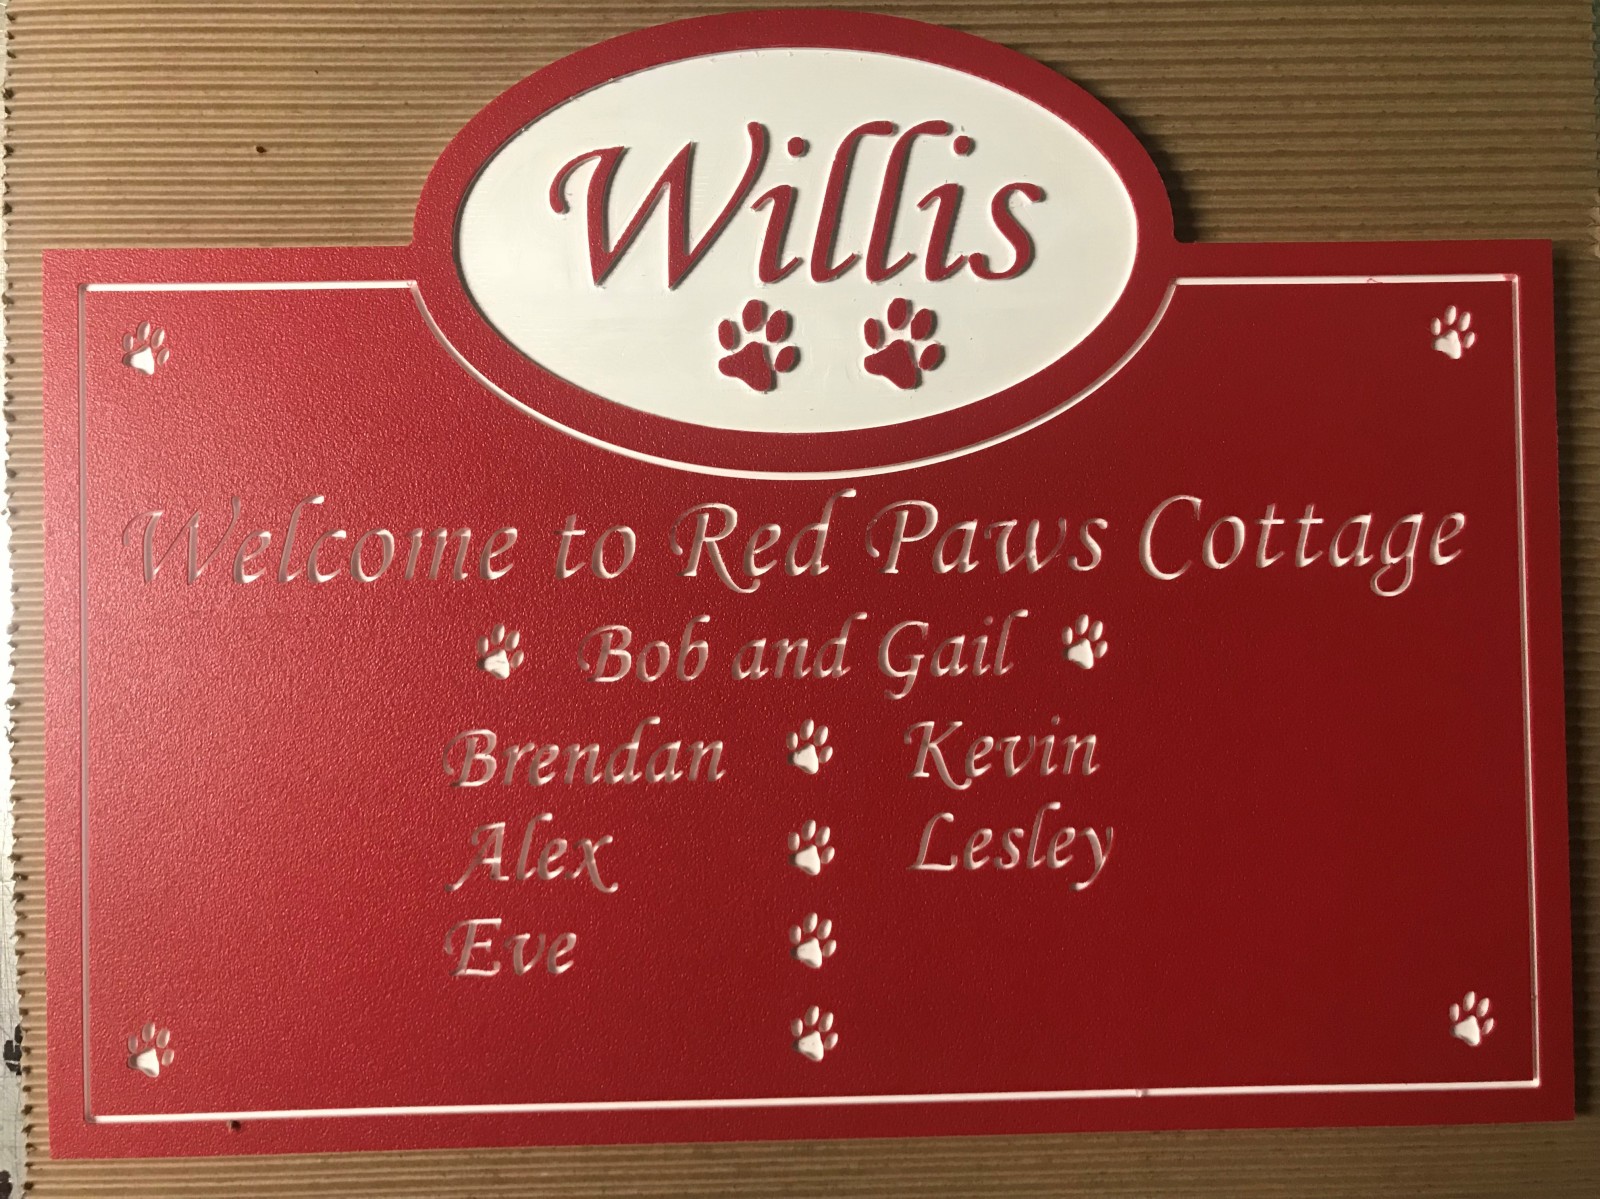 Willis
Welcome to Red Paws Cottage
Bob and Gail
Brendan Kevin
Alex Lesley
Eve